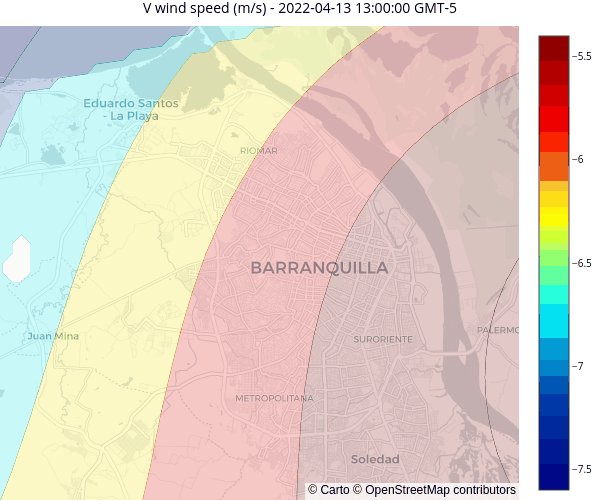 V wind speed (m/s) - 2022-04-13 13:00:00 GMT-5
−5.5
Eduardo Santos
- La Playa
RIOMAR
−6
−6.5
BARRANQUILLA
Juan Mina
SURORIENTE
PALERMO
−7
METROPOLITANA
Soledad
−7.5
© Carto © OpenStreetMap contributors